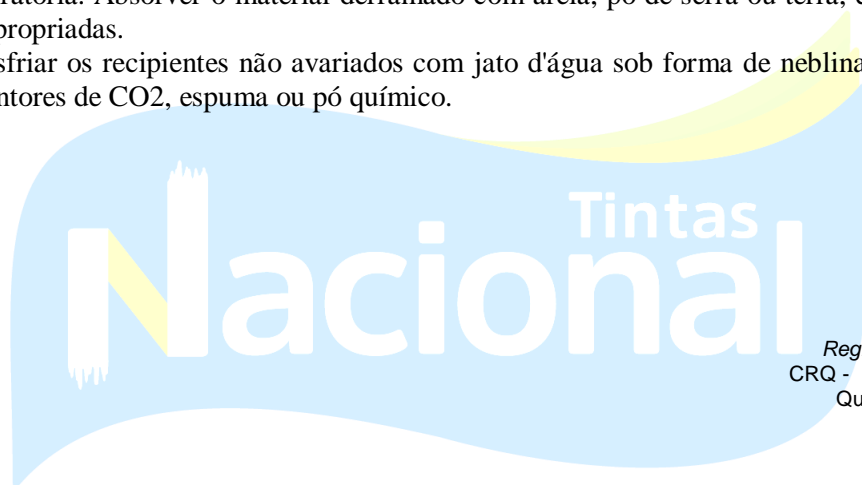 Absorver o material derramado com areia, pó de serra ou terra,
propriadas.
sfriar os recipientes não avariados com jato d'água sob forma de neblina
ntores de CO2, espuma ou pó químico.
Tintas
Nacional
Reg
CRQ -
Qu